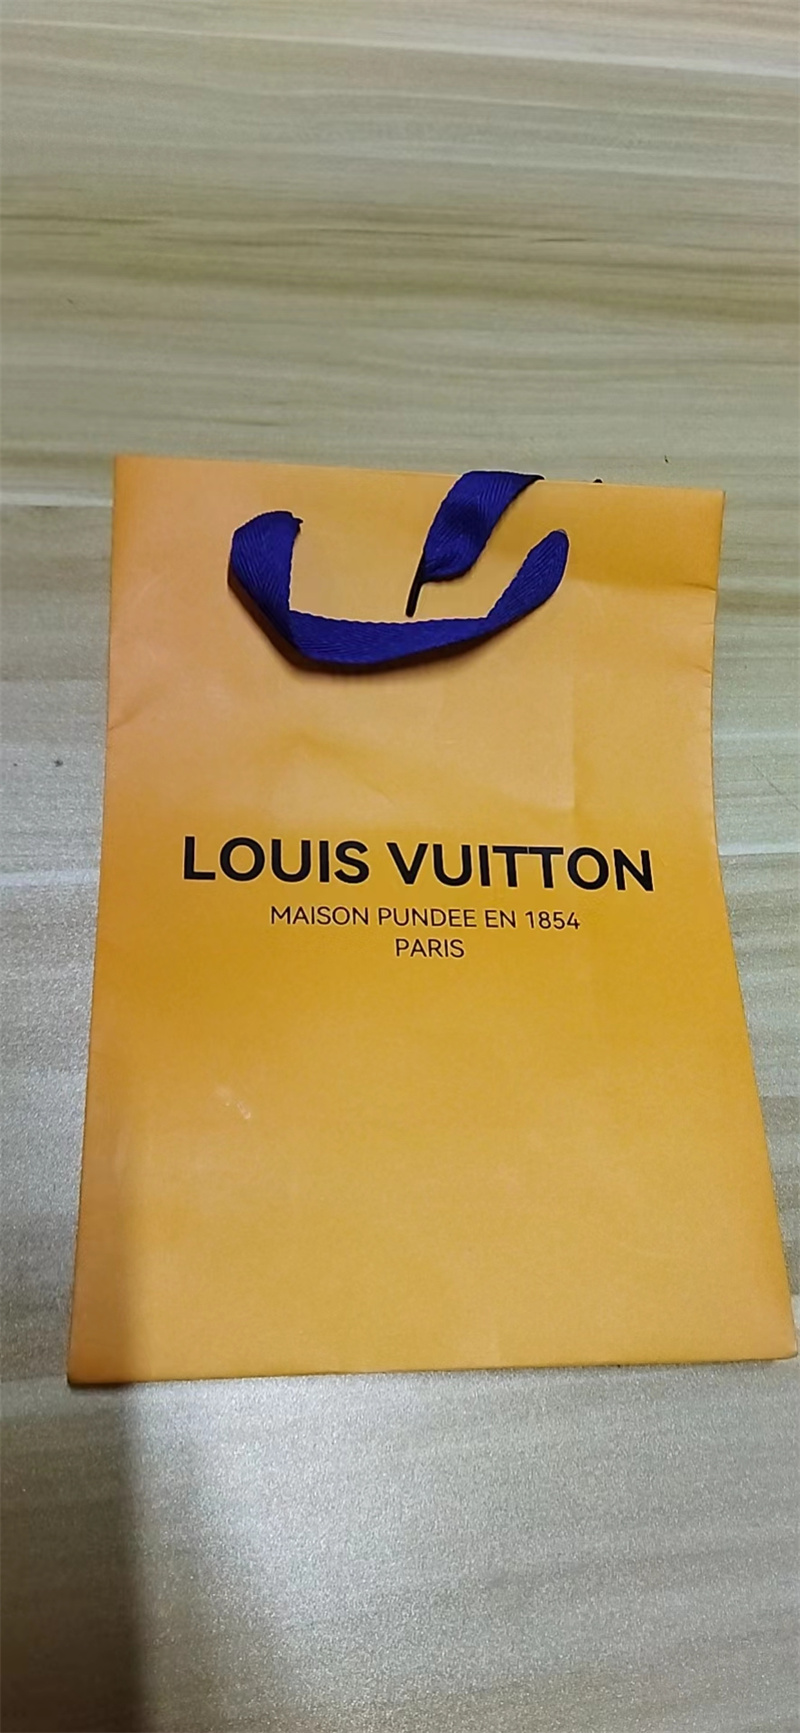 LOUIS VUITTON
MAISON PUNDEE EN 1854
PARIS